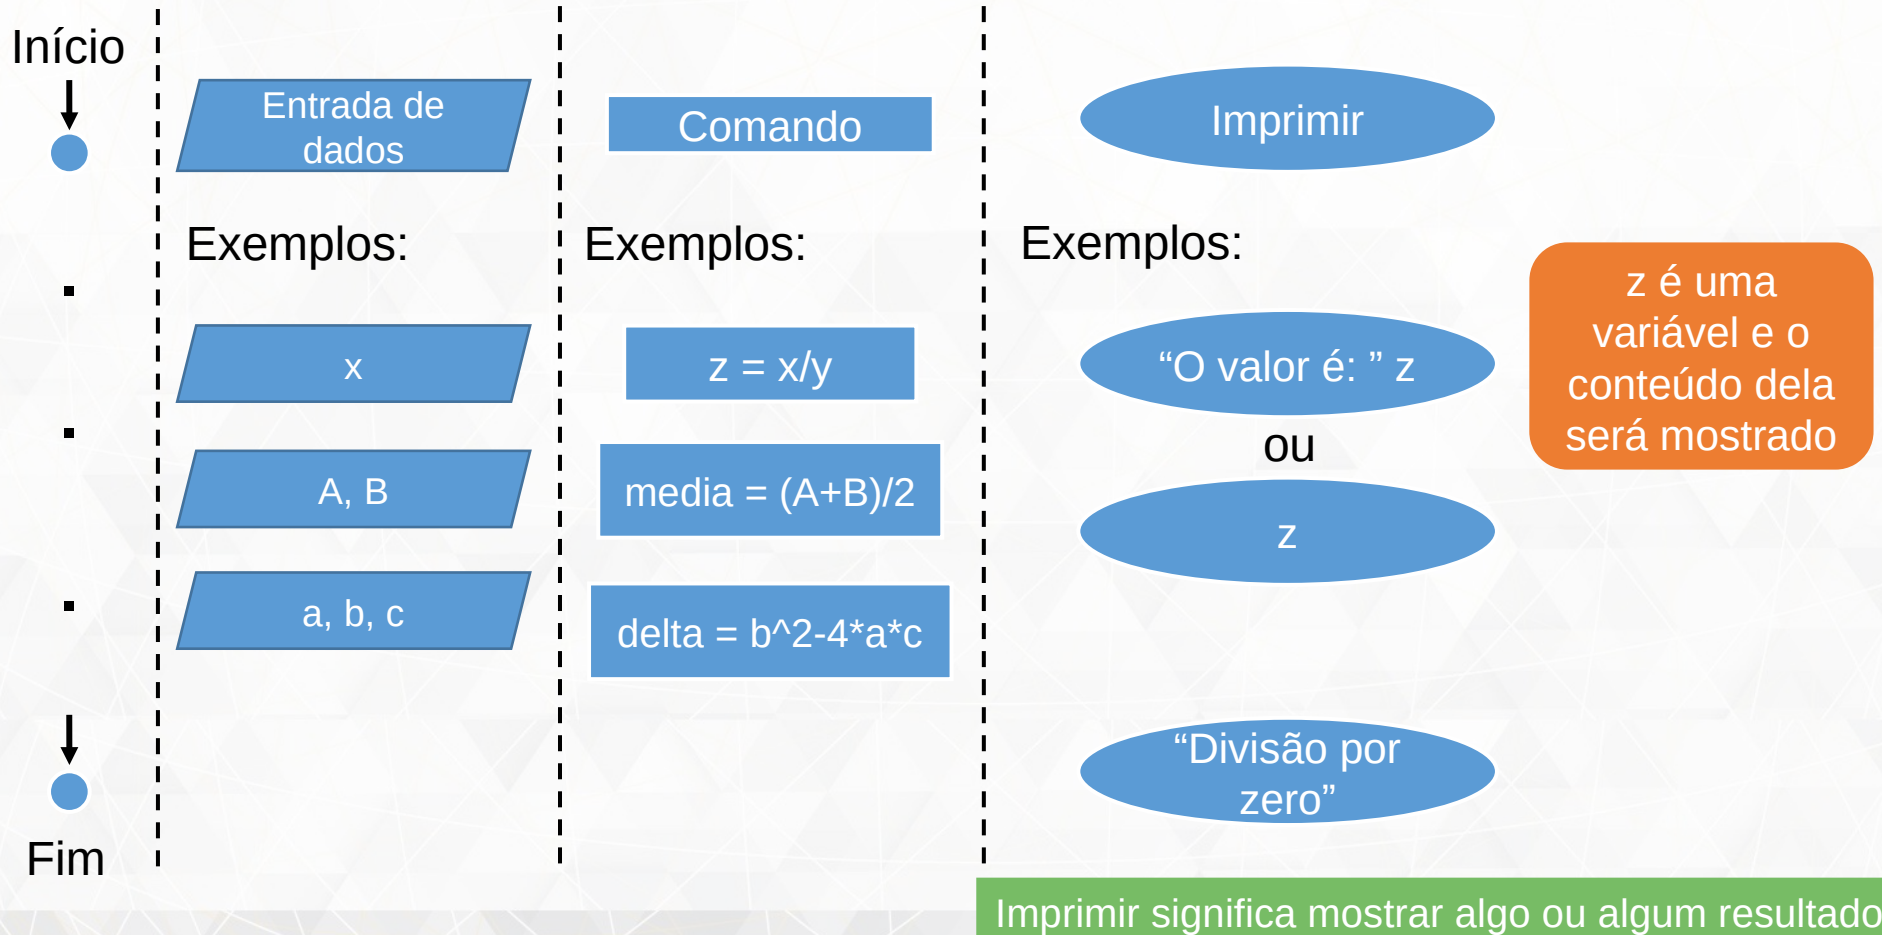 Início
Entrada de
dados
Comando
Imprimir
Exemplos:
Exemplos:
Exemplos:
x
A, B
a, b, c
z = x/y
media = (A+B)/2
delta = b^2-4*a*c
“O valor é: ” z
ou
z
“Divisão por
zero”
z é uma
variável e o
conteúdo dela
será mostrado
Fim
Imprimir significa mostrar algo ou algum resultado